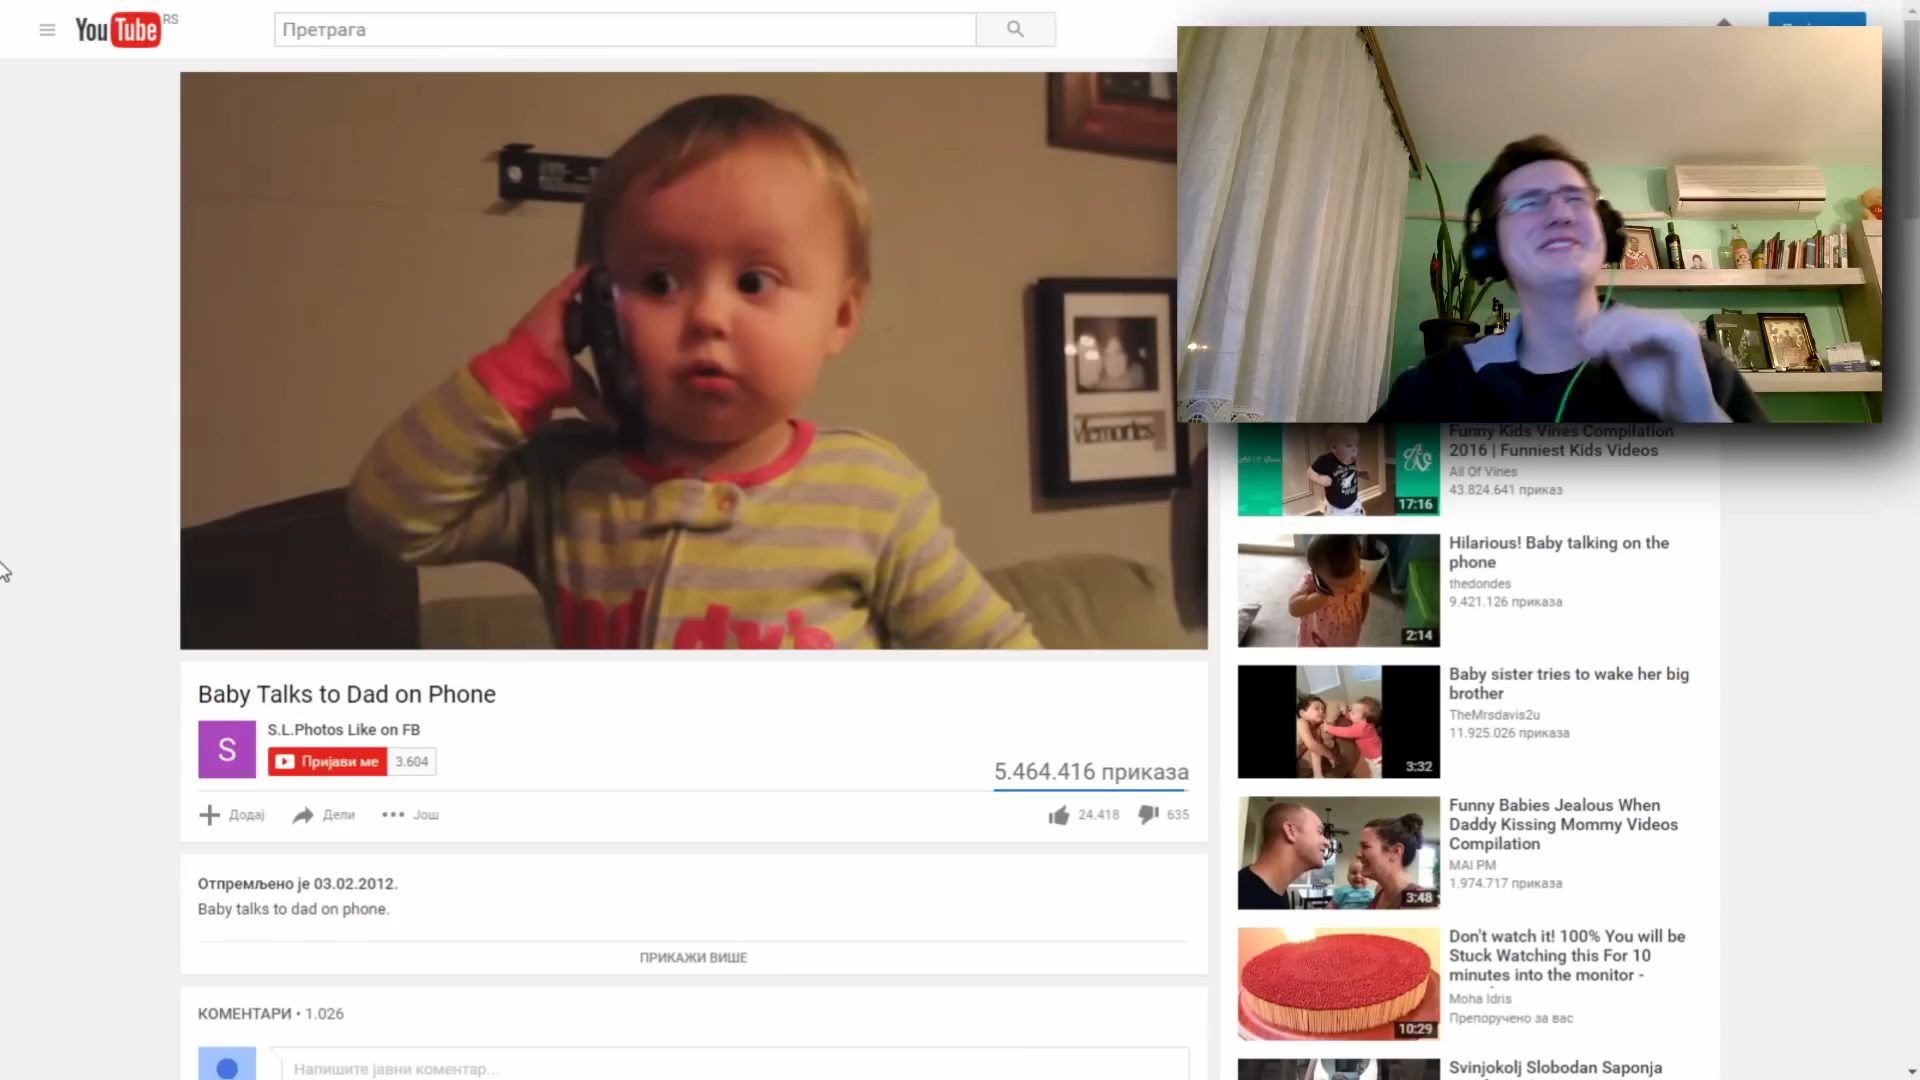 YouTube RS
Претрага
Memories
Baby Talks to Dad on Phone
S.L.Photos Like on FB
S
Пријави ме 3.604
5.464.416 приказа
Додај Дели Још
24.418 635
Отпремљено је 03.02.2012.
Baby talks to dad on phone.
ПРИКАЖИ ВИШЕ
КОМЕНТАРИ • 1.026
Напишите јавни коментар...
Funny Kids Vines Compilation
2016 | Funniest Kids Videos
All Of Vines
43.824.641 приказ
17:16
Hilarious! Baby talking on the
phone
thedondes
9.421.126 приказа
2:14
Baby sister tries to wake her big
brother
TheMrsdavis2u
11.925.026 приказа
3:32
Funny Babies Jealous When
Daddy Kissing Mommy Videos
Compilation
MAI PM
1.974.717 приказа
3:48
Don't watch it! 100% You will be
Stuck Watching this For 10
minutes into the monitor -
Moha Idris
Препоручено за вас
10:29
Svinjokolj Slobodan Saponja